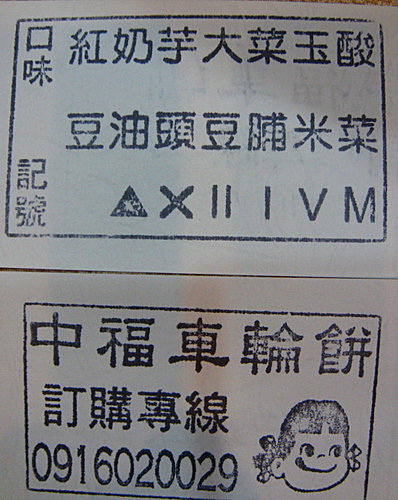 口味 紅 奶 芋 大 菜 玉 酸
豆 油 頭 豆 脯 米 菜
記號 ▲ X II I V M
中福車輪餅
訂購專線
0916020029